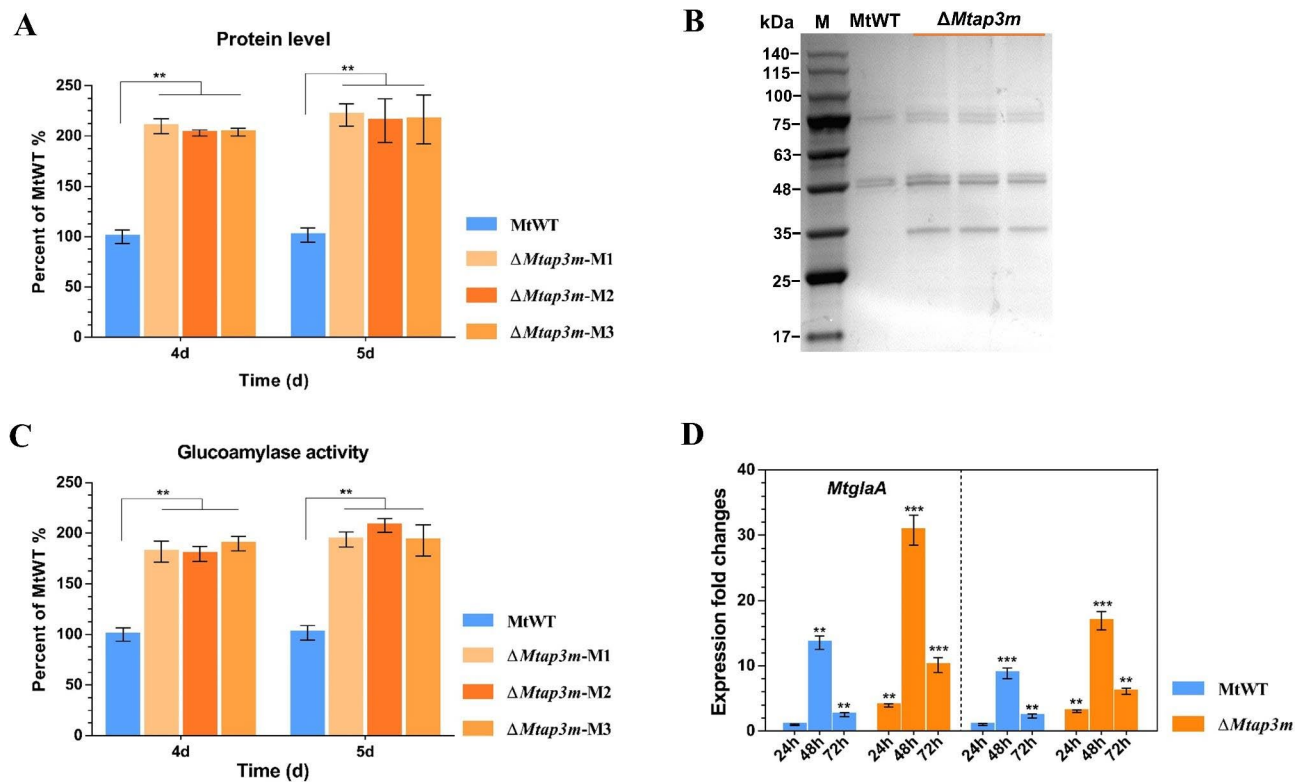 A
Protein level
Percent of MtWT %
250
200
150
100
50
0
**
**
4d
5d
Time (d)
MtWT
ΔMtap3m-M1
ΔMtap3m-M2
ΔMtap3m-M3
B
kDa M MtWT ΔMtap3m
140
115
100
75
63
48
35
25
17
C
Glucoamylase activity
Percent of MtWT %
250
200
150
100
50
0
**
**
4d
5d
Time (d)
MtWT
ΔMtap3m-M1
ΔMtap3m-M2
ΔMtap3m-M3
D
Expression fold changes
40
30
20
10
0
MtglaA
**
**
**
***
***
***
**
**
***
**
24h 48h 72h 24h 48h 72h 24h 48h 72h 24h 48h 72h
MtWT
ΔMtap3m